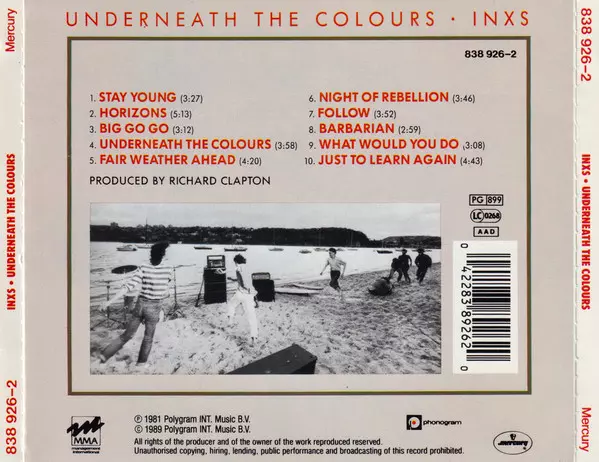 UNDERNEATH THE COLOURS · INXS
838 926-2
1. STAY YOUNG (3:27)
2. HORIZONS (5:13)
3. BIG GO GO (3:12)
4. UNDERNEATH THE COLOURS (3:58)
5. FAIR WEATHER AHEAD (4:20)
6. NIGHT OF REBELLION (3:46)
7. FOLLOW (3:52)
8. BARBARIAN (2:59)
9. WHAT WOULD YOU DO (3:08)
10. JUST TO LEARN AGAIN (4:43)
PRODUCED BY RICHARD CLAPTON
PG 899
LC 0268
AAD
0 42283 89262
MMA
management
international
℗ 1981 Polygram INT. Music B.V.
© 1989 Polygram INT. Music B.V.
phonogram
All rights of the producer and of the owner of the work reproduced reserved.
Unauthorised copying, hiring, lending, public performance and broadcasting of this record prohibited.
mercury
Mercury
INXS • UNDERNEATH THE COLOURS
838 926-2
838 926-2
INXS • UNDERNEATH THE COLOURS
Mercury